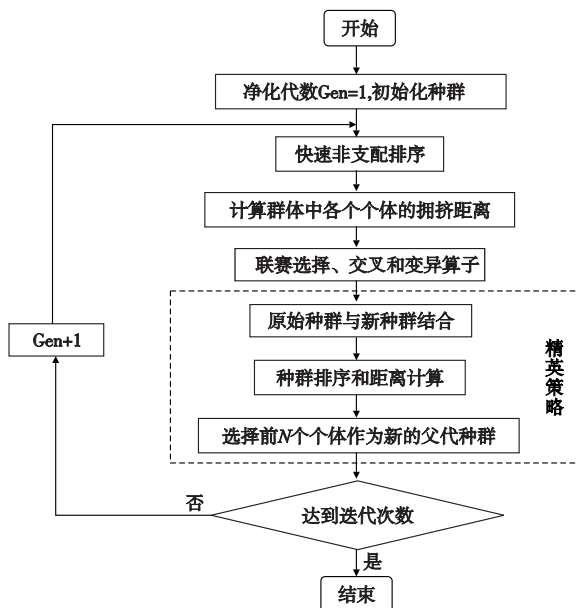 开始
净化代数Gen=1,初始化种群
快速非支配排序
计算群体中各个个体的拥挤距离
联赛选择、交叉和变异算子
原始种群与新种群结合
Gen+1
种群排序和距离计算
精英策略
选择前N个个体作为新的父代种群
否
达到迭代次数
是
结束